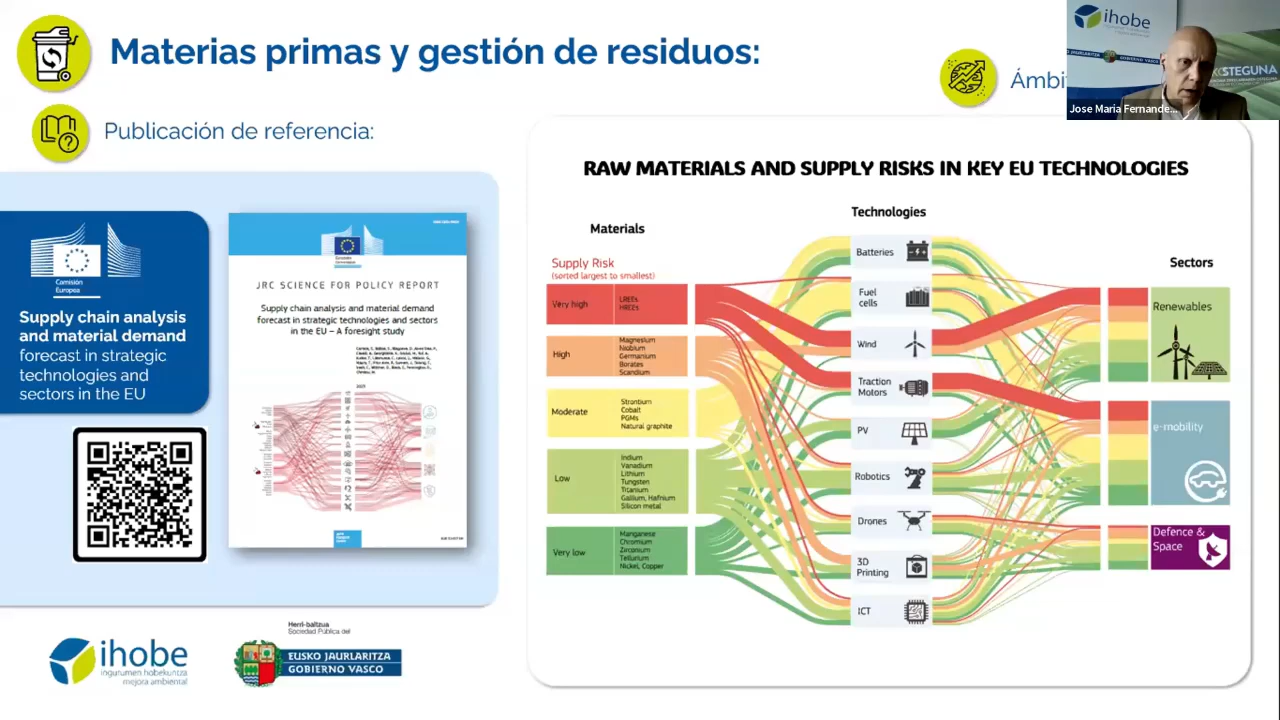 Materias primas y gestión de residuos:
Publicación de referencia:
Comisión
Europea
Supply chain analysis
and material demand
forecast in strategic
technologies and
sectors in the EU
JRC SCIENCE FOR POLICY REPORT
Supply chain analysis and material demand
forecast in strategic technologies and sectors
in the EU – A foresight study
ihobe
ingurumen hobekuntza
mejora ambiental
Herri-baltzua
Sociedad Pública del
EUSKO JAURLARITZA
GOBIERNO VASCO
ihobe
STEGUNA
Jose Maria Fernande...
RAW MATERIALS AND SUPPLY RISKS IN KEY EU TECHNOLOGIES
Materials
Supply Risk
(sorted largest to smallest)
Very high
LREEs
HREEs
High
Magnesium
Niobium
Germanium
Borates
Scandium
Moderate
Strontium
Cobalt
PGMs
Natural graphite
Low
Indium
Vanadium
Lithium
Tungsten
Titanium
Gallium, Hafnium
Silicon metal
Very low
Manganese
Chromium
Zirconium
Tellurium
Nickel, Copper
Technologies
Batteries
Fuel
cells
Wind
Traction
Motors
PV
Robotics
Drones
3D
Printing
ICT
Sectors
Renewables
e-mobility
Defence &
Space